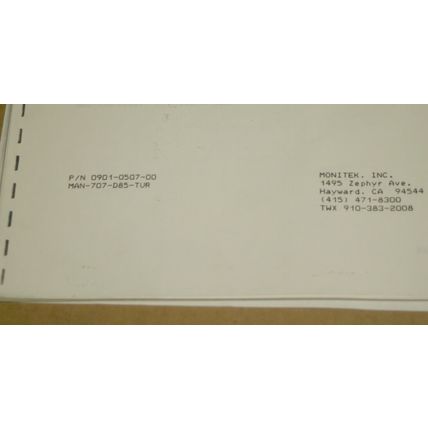 P/N 0901-0507-00
MAN-707-D85-TUR
MONITEK, INC.
1495 Zephyr Ave.
Hayward, CA 94544
(415) 471-8300
TWX 910-383-2008